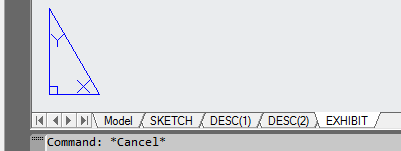 Y
X
Model SKETCH DESC(1) DESC(2) EXHIBIT
Command: *Cancel*